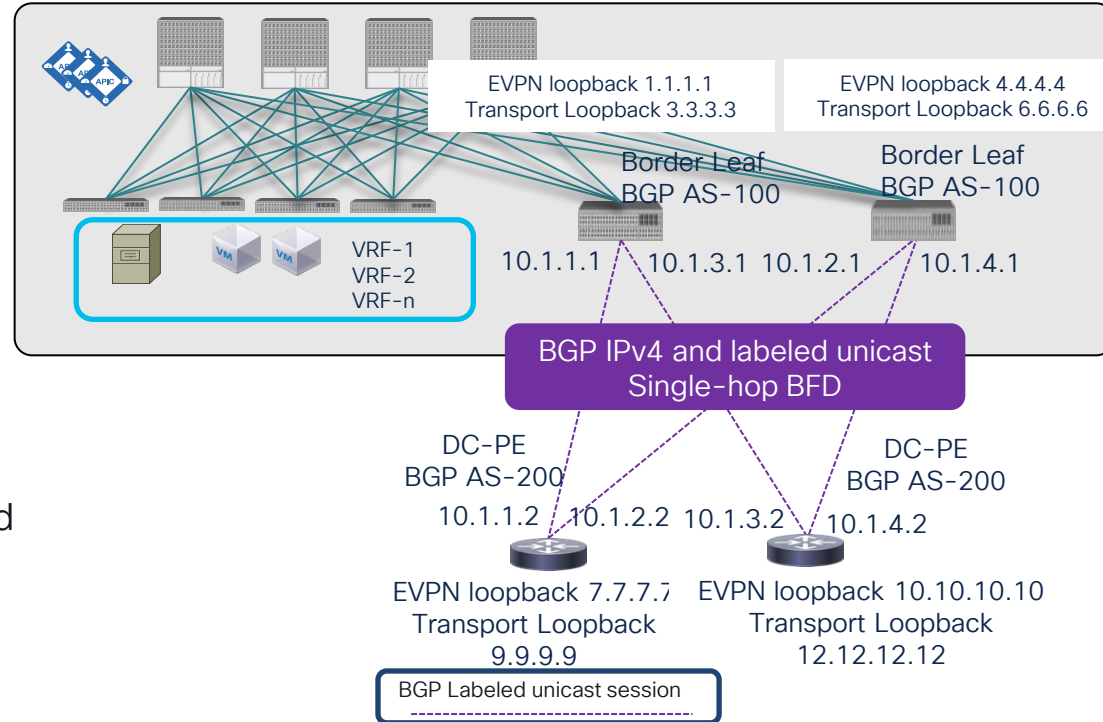 APIC
EVPN loopback 1.1.1.1
Transport Loopback 3.3.3.3
EVPN loopback 4.4.4.4
Transport Loopback 6.6.6.6
Border Leaf
BGP AS-100
Border Leaf
BGP AS-100
VM
VM
VRF-1
VRF-2
VRF-n
10.1.1.1
10.1.3.1
10.1.2.1
10.1.4.1
BGP IPv4 and labeled unicast
Single-hop BFD
DC-PE
BGP AS-200
DC-PE
BGP AS-200
d
10.1.1.2
10.1.2.2
10.1.3.2
10.1.4.2
EVPN loopback 7.7.7.7
Transport Loopback
9.9.9.9
EVPN loopback 10.10.10.10
Transport Loopback
12.12.12.12
BGP Labeled unicast session